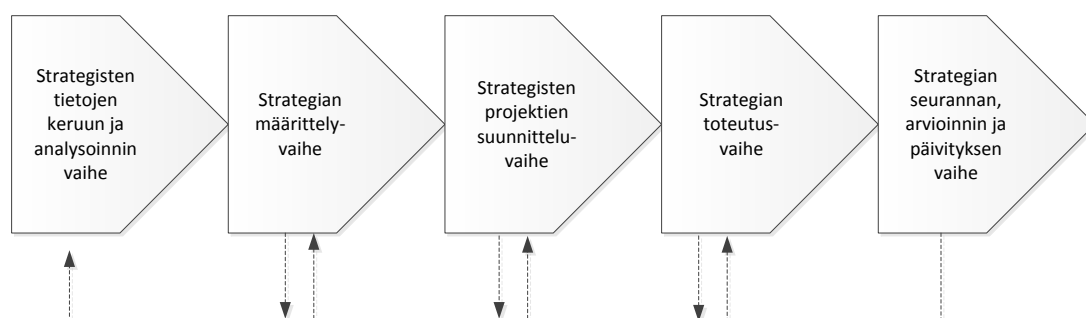 Strategisten
tietojen
keruun ja
analysoinnin
vaihe
Strategian
määrittely-
vaihe
Strategisten
projektien
suunnittelu-
vaihe
Strategian
toteutus-
vaihe
Strategian
seurannan,
arvioinnin ja
päivityksen
vaihe